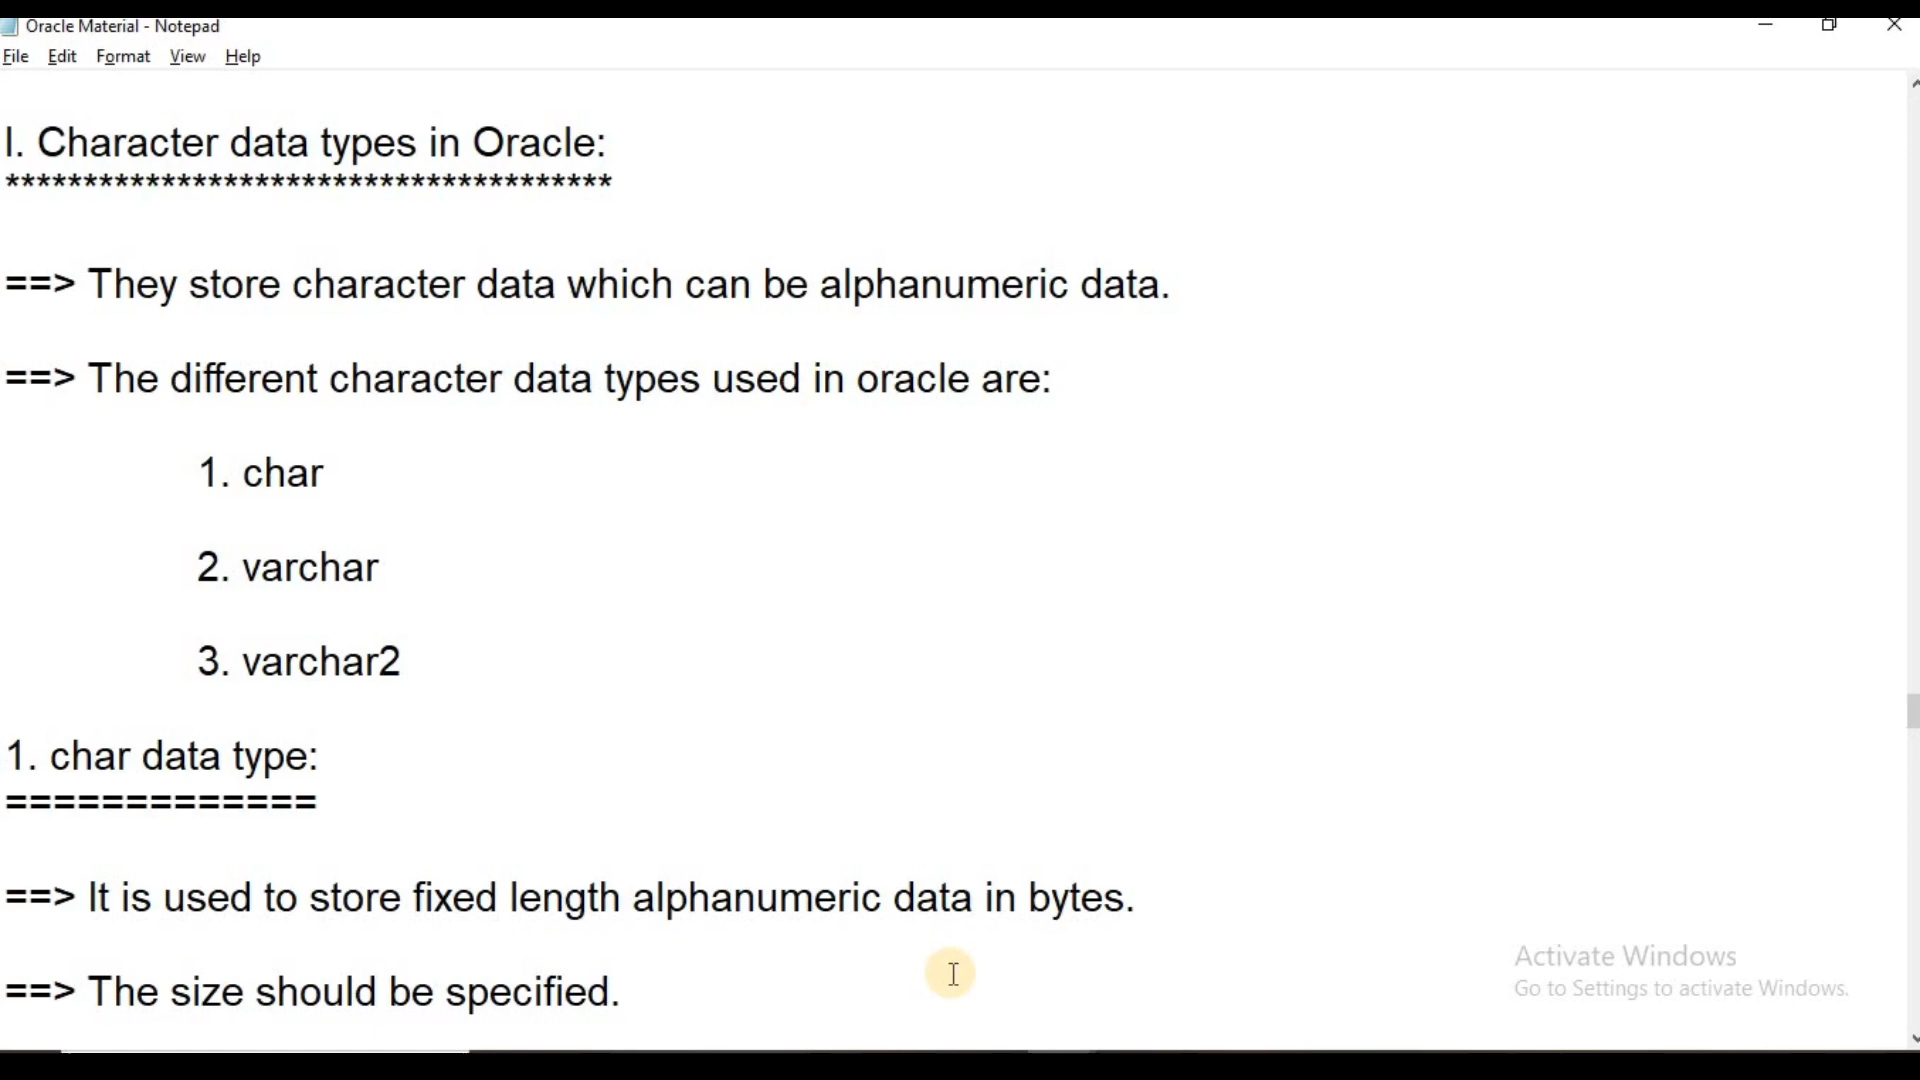 Oracle Material - Notepad
File Edit Format View Help
I. Character data types in Oracle:
***************************************
==> They store character data which can be alphanumeric data.
==> The different character data types used in oracle are:
1. char
2. varchar
3. varchar2
1. char data type:
=============
==> It is used to store fixed length alphanumeric data in bytes.
==> The size should be specified.
Activate Windows
Go to Settings to activate Windows.